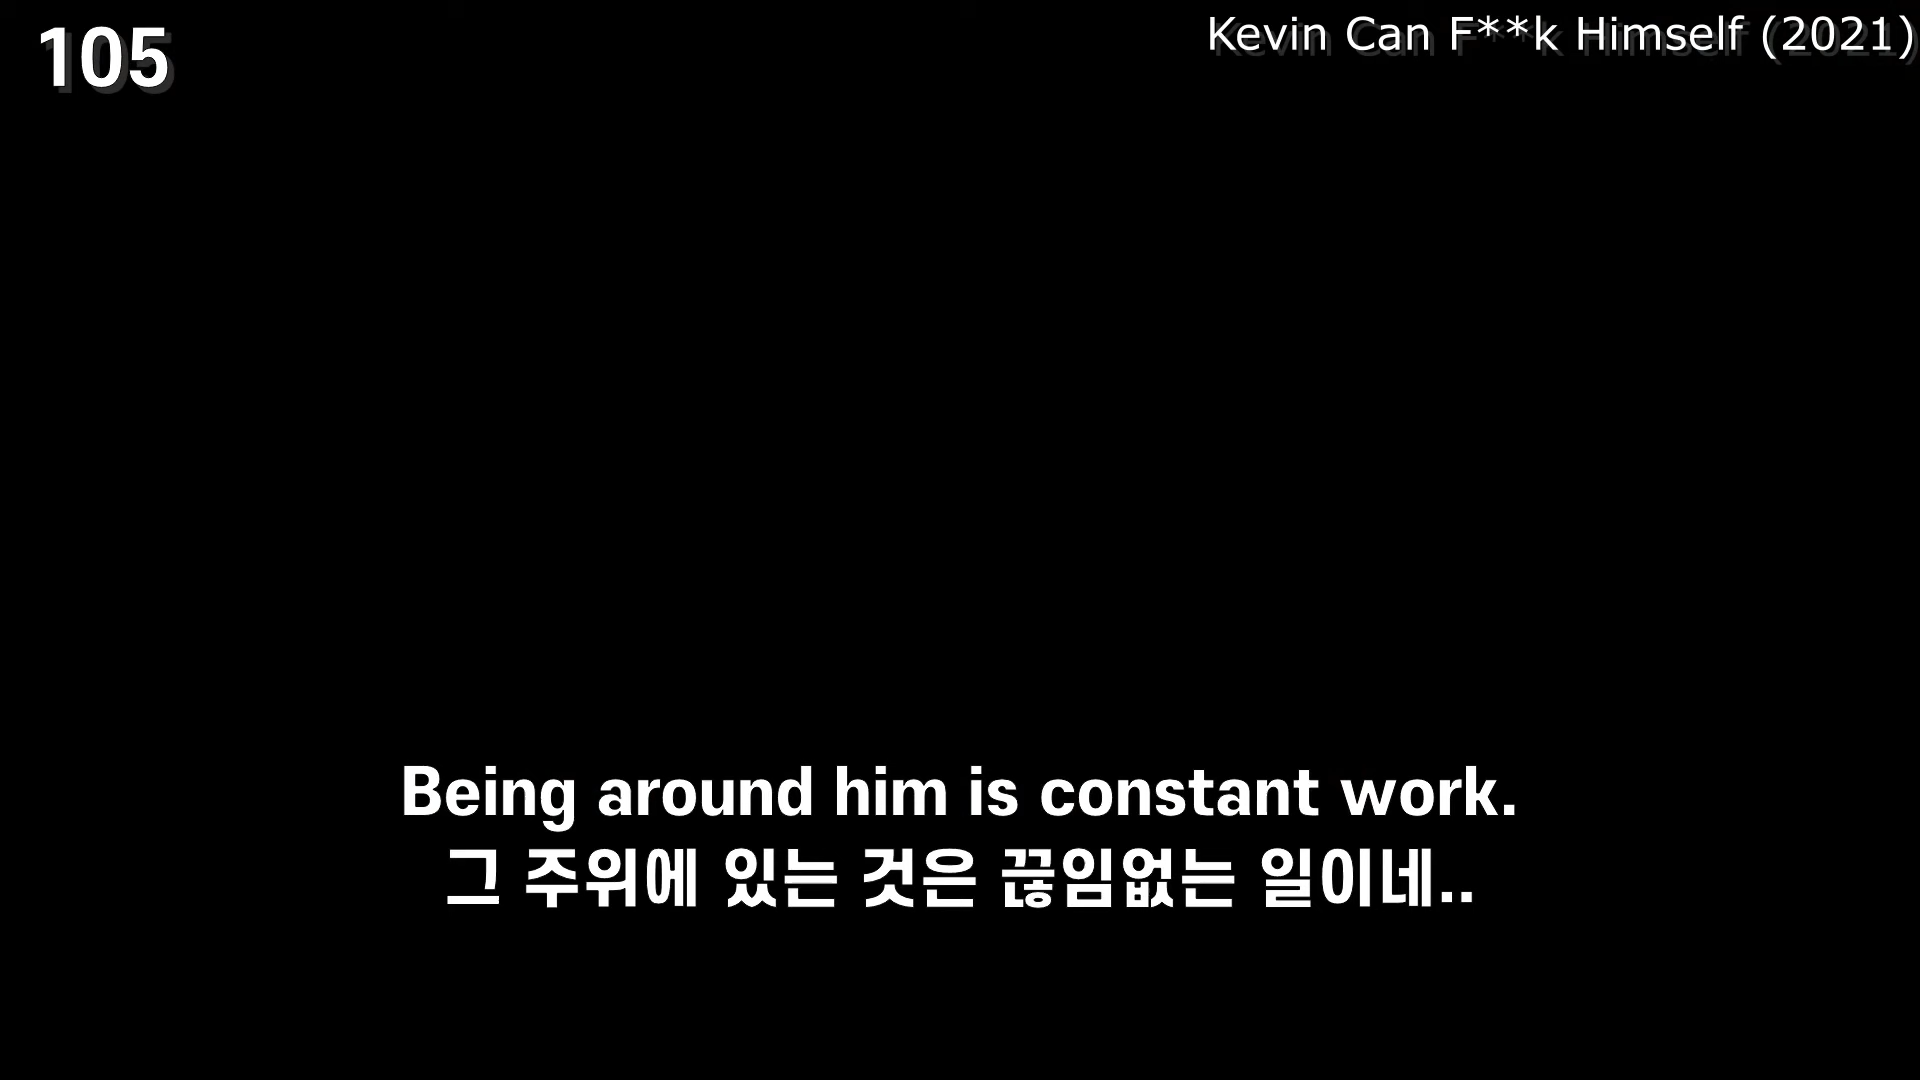 105
Kevin Can F**k Himself (2021)
Being around him is constant work.
그 주위에 있는 것은 끊임없는 일이네..